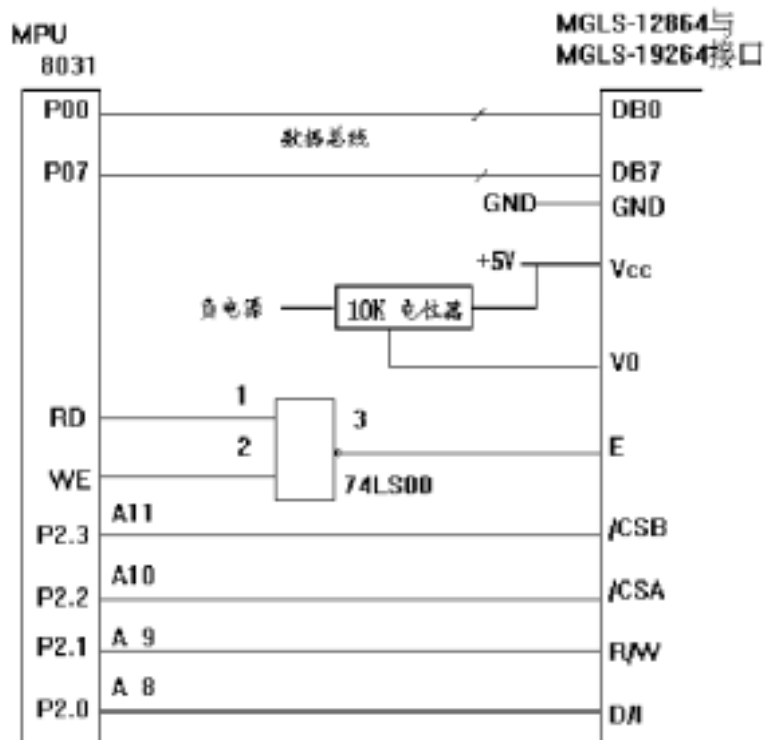 MPU
8031
MGLS-12864与
MGLS-19264接口
P00
数据总线
DB0
P07
DB7
GND
GND
+5V
Vcc
负电源
10K 电位器
V0
RD
1
2
3
E
WE
74LS00
P2.3
A11
/CSB
P2.2
A10
/CSA
P2.1
A 9
R/W
P2.0
A 8
D/I